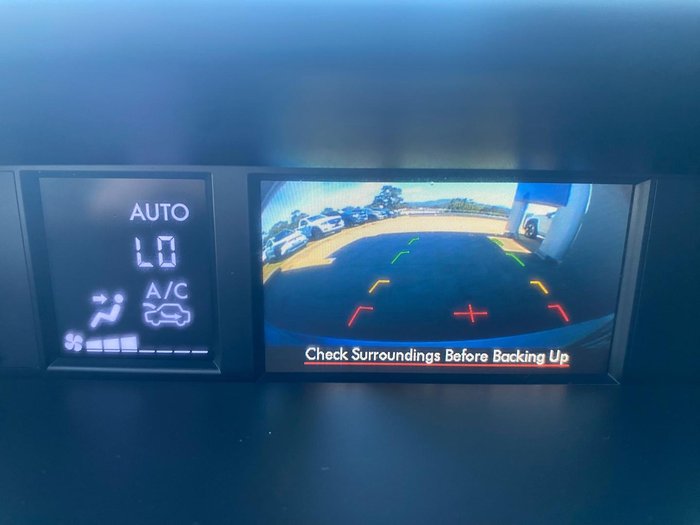 AUTO
LO
A/C
Check Surroundings Before Backing Up